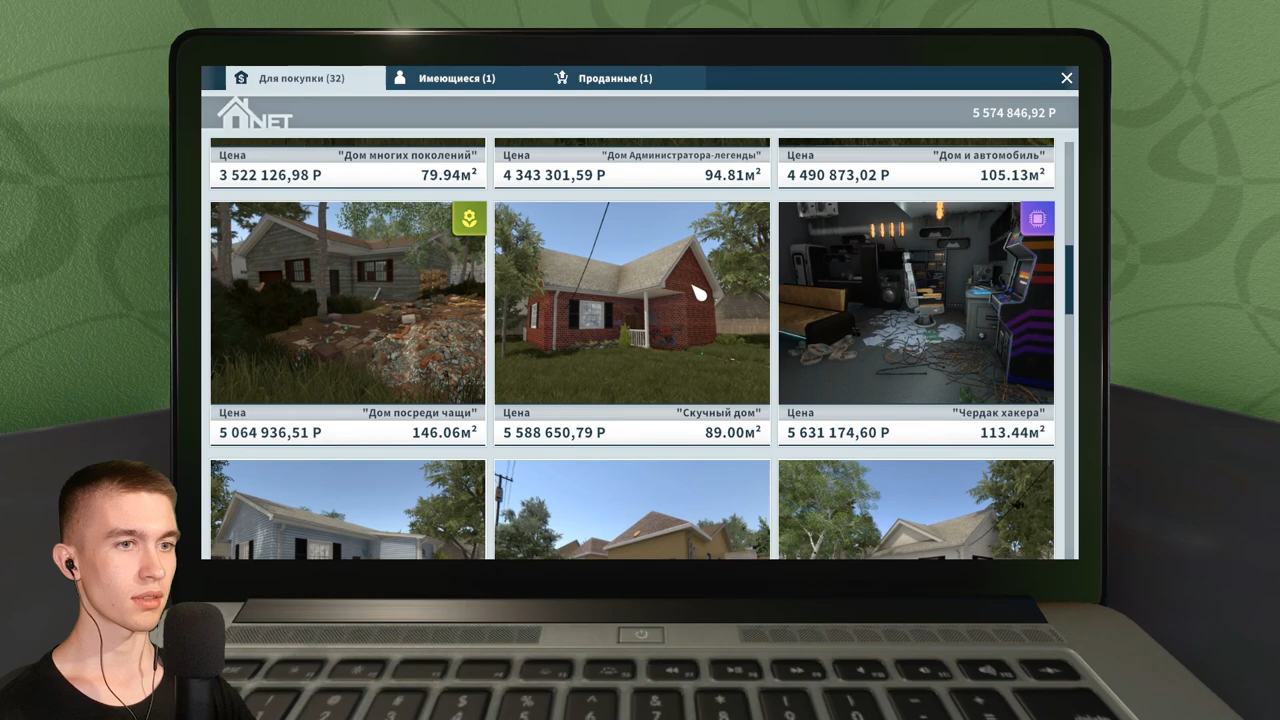 Для покупки (32)
Имеющиеся (1)
Проданные (1)
NET
5 574 846,92 Р
Цена "Дом многих поколений"
3 522 126,98 Р 79.94м²
Цена "Дом Администратора-легенды"
4 343 301,59 Р 94.81м²
Цена "Дом и автомобиль"
4 490 873,02 Р 105.13м²
Цена "Дом посреди чащи"
5 064 936,51 Р 146.06м²
Цена "Скучный дом"
5 588 650,79 Р 89.00м²
Цена "Чердак хакера"
5 631 174,60 Р 113.44м²